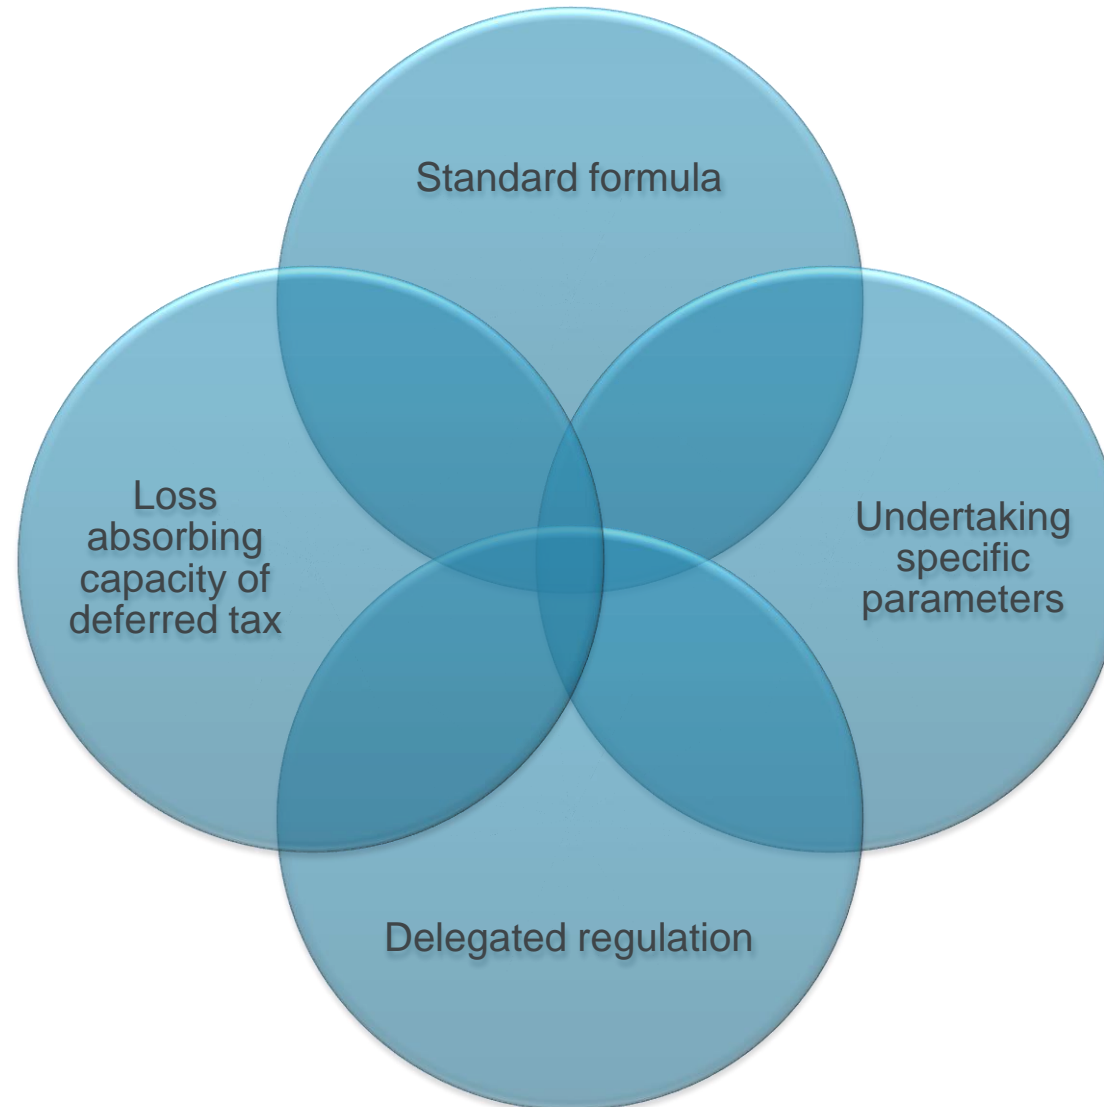 Standard formula
Loss
absorbing
capacity of
deferred tax
Undertaking
specific
parameters
Delegated regulation